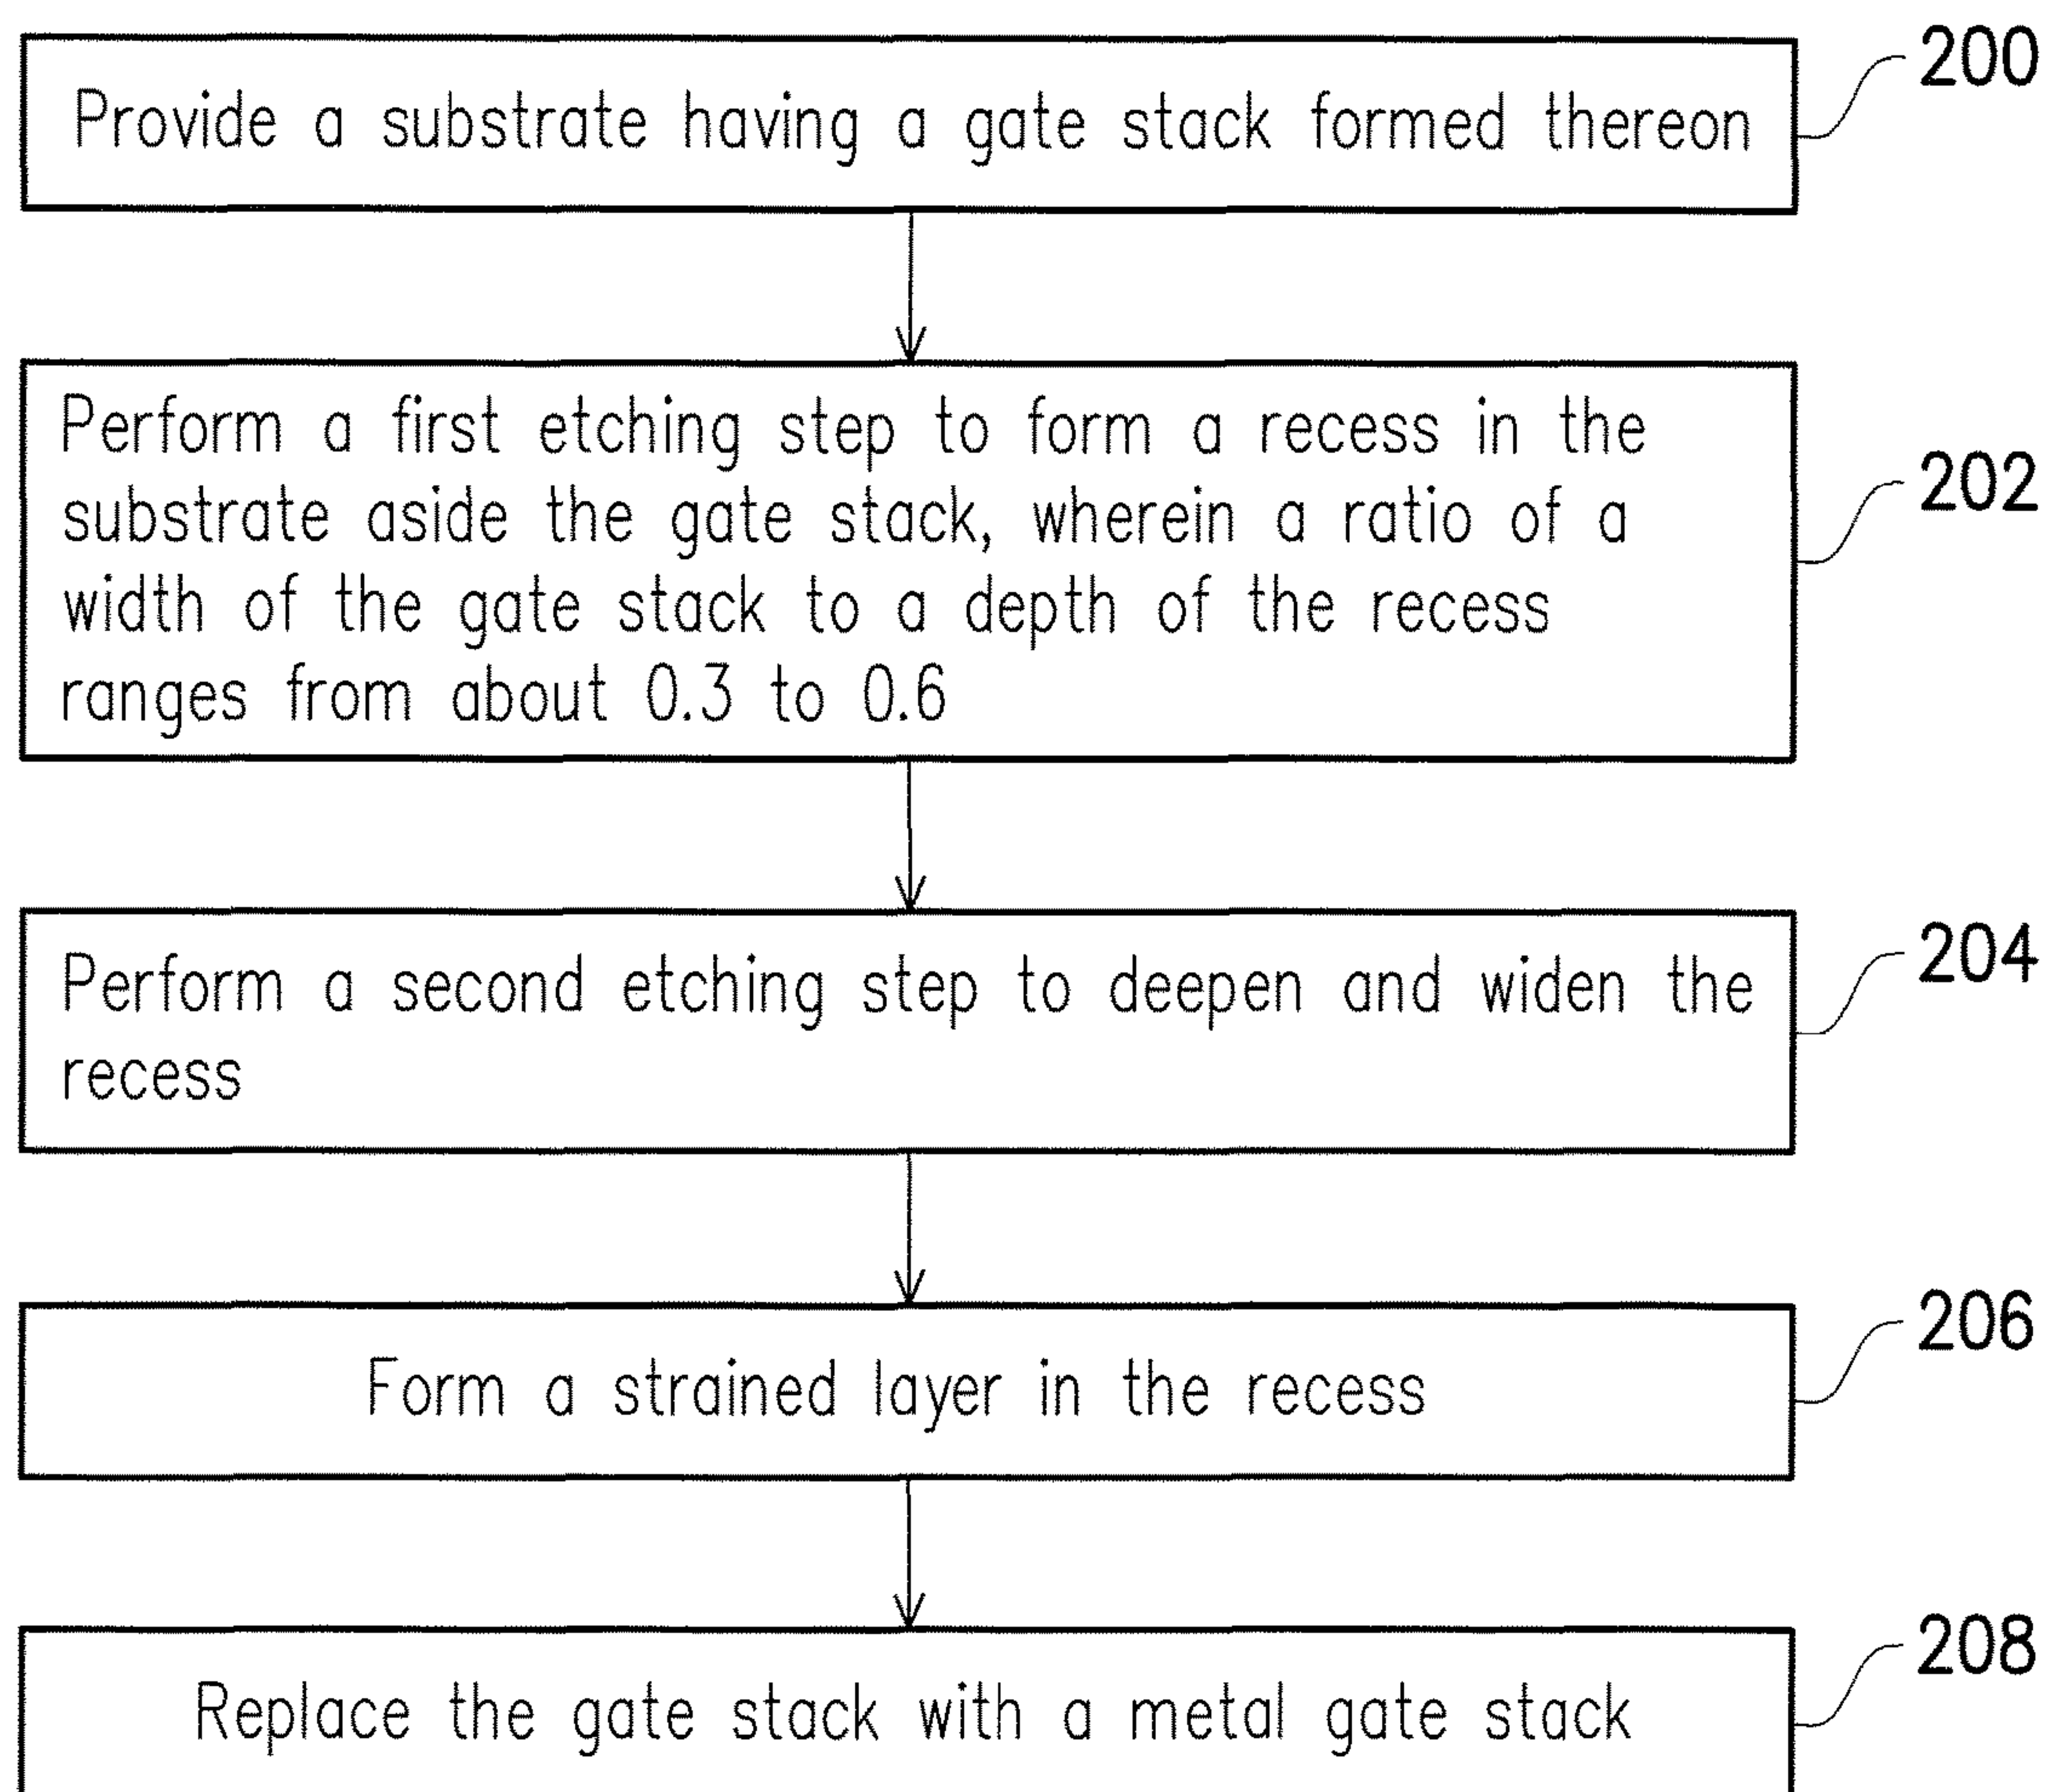 Provide a substrate having a gate stack formed thereon
200
Perform a first etching step to form a recess in the
substrate aside the gate stack, wherein a ratio of a
width of the gate stack to a depth of the recess
ranges from about 0.3 to 0.6
202
Perform a second etching step to deepen and widen the
recess
204
Form a strained layer in the recess
206
Replace the gate stack with a metal gate stack
208